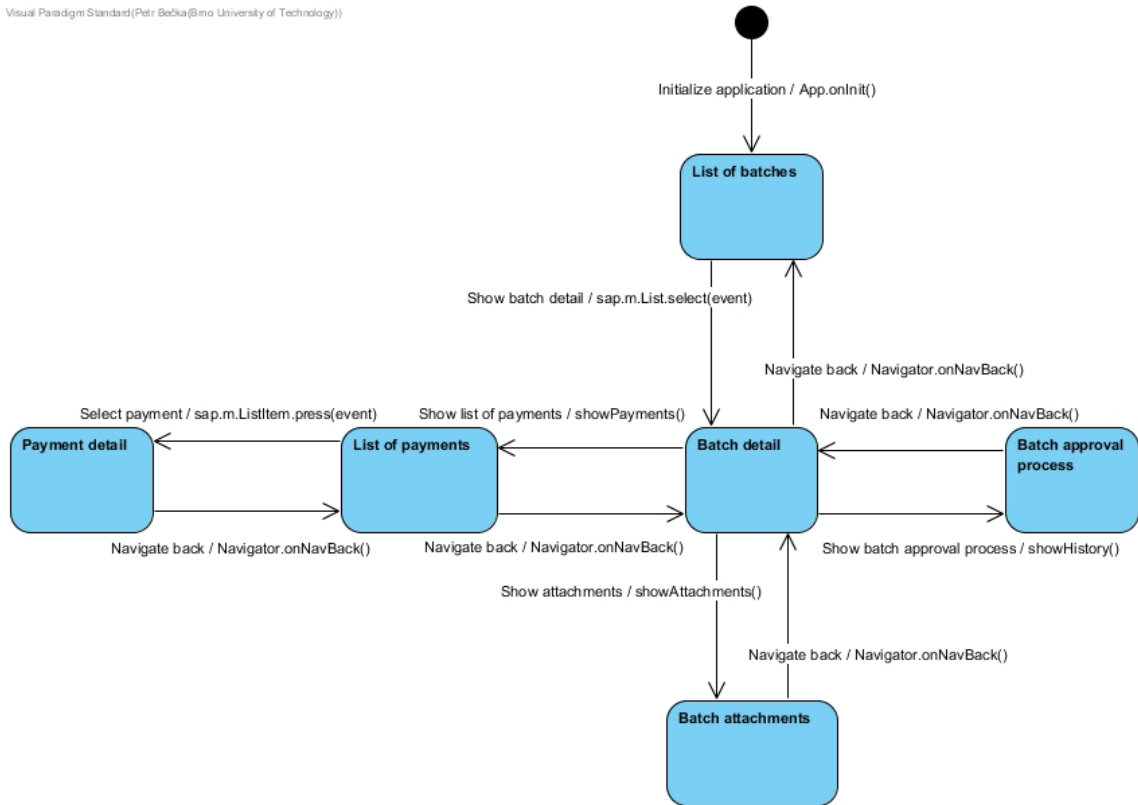 Visual Paradigm Standard(Petr Bečka(Brno University of Technology))
Initialize application / App.onInit()
List of batches
Show batch detail / sap.m.List.select(event)
Navigate back / Navigator.onNavBack()
Select payment / sap.m.ListItem.press(event)
Show list of payments / showPayments()
Navigate back / Navigator.onNavBack()
Payment detail
List of payments
Batch detail
Batch approval
process
Navigate back / Navigator.onNavBack()
Navigate back / Navigator.onNavBack()
Show batch approval process / showHistory()
Show attachments / showAttachments()
Navigate back / Navigator.onNavBack()
Batch attachments